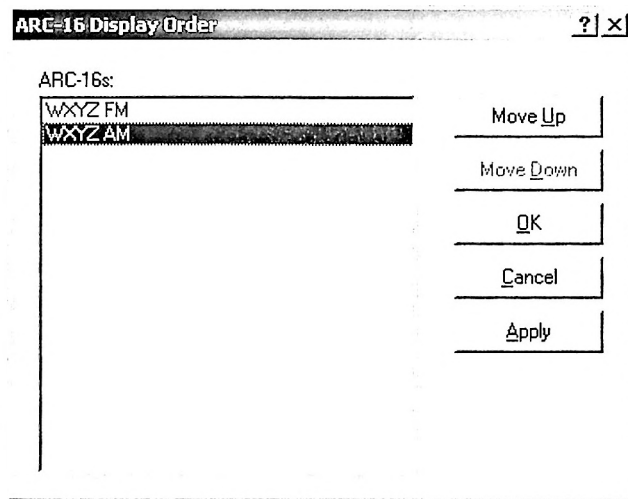 ARC-16 Display Order
ARC-16s:
WXYZ FM
WXYZ AM
Move Up
Move Down
OK
Cancel
Apply